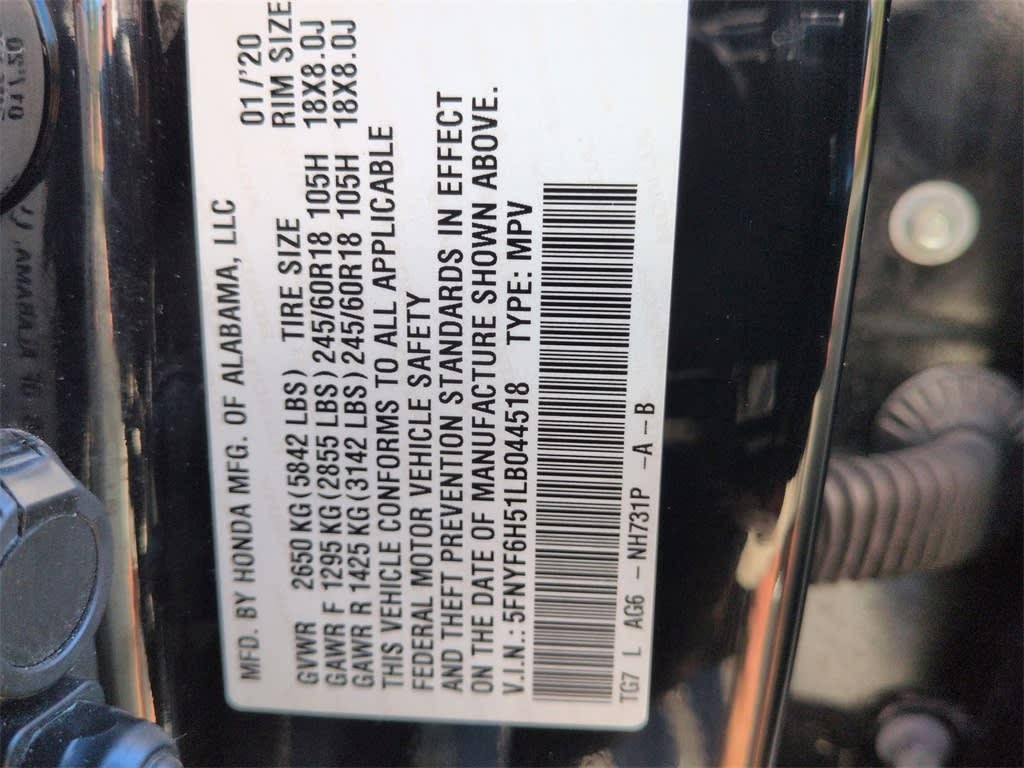 MFD. BY HONDA MFG. OF ALABAMA, LLC 01/'20
GVWR 2650 KG (5842 LBS) TIRE SIZE RIM SIZE
GAWR F 1295 KG (2855 LBS) 245/60R18 105H 18X8.0J
GAWR R 1425 KG (3142 LBS) 245/60R18 105H 18X8.0J
THIS VEHICLE CONFORMS TO ALL APPLICABLE
FEDERAL MOTOR VEHICLE SAFETY
AND THEFT PREVENTION STANDARDS IN EFFECT
ON THE DATE OF MANUFACTURE SHOWN ABOVE.
V.I.N.: 5FNYF6H51LB044518 TYPE: MPV
TG7 L AG6 -NH731P -A -B